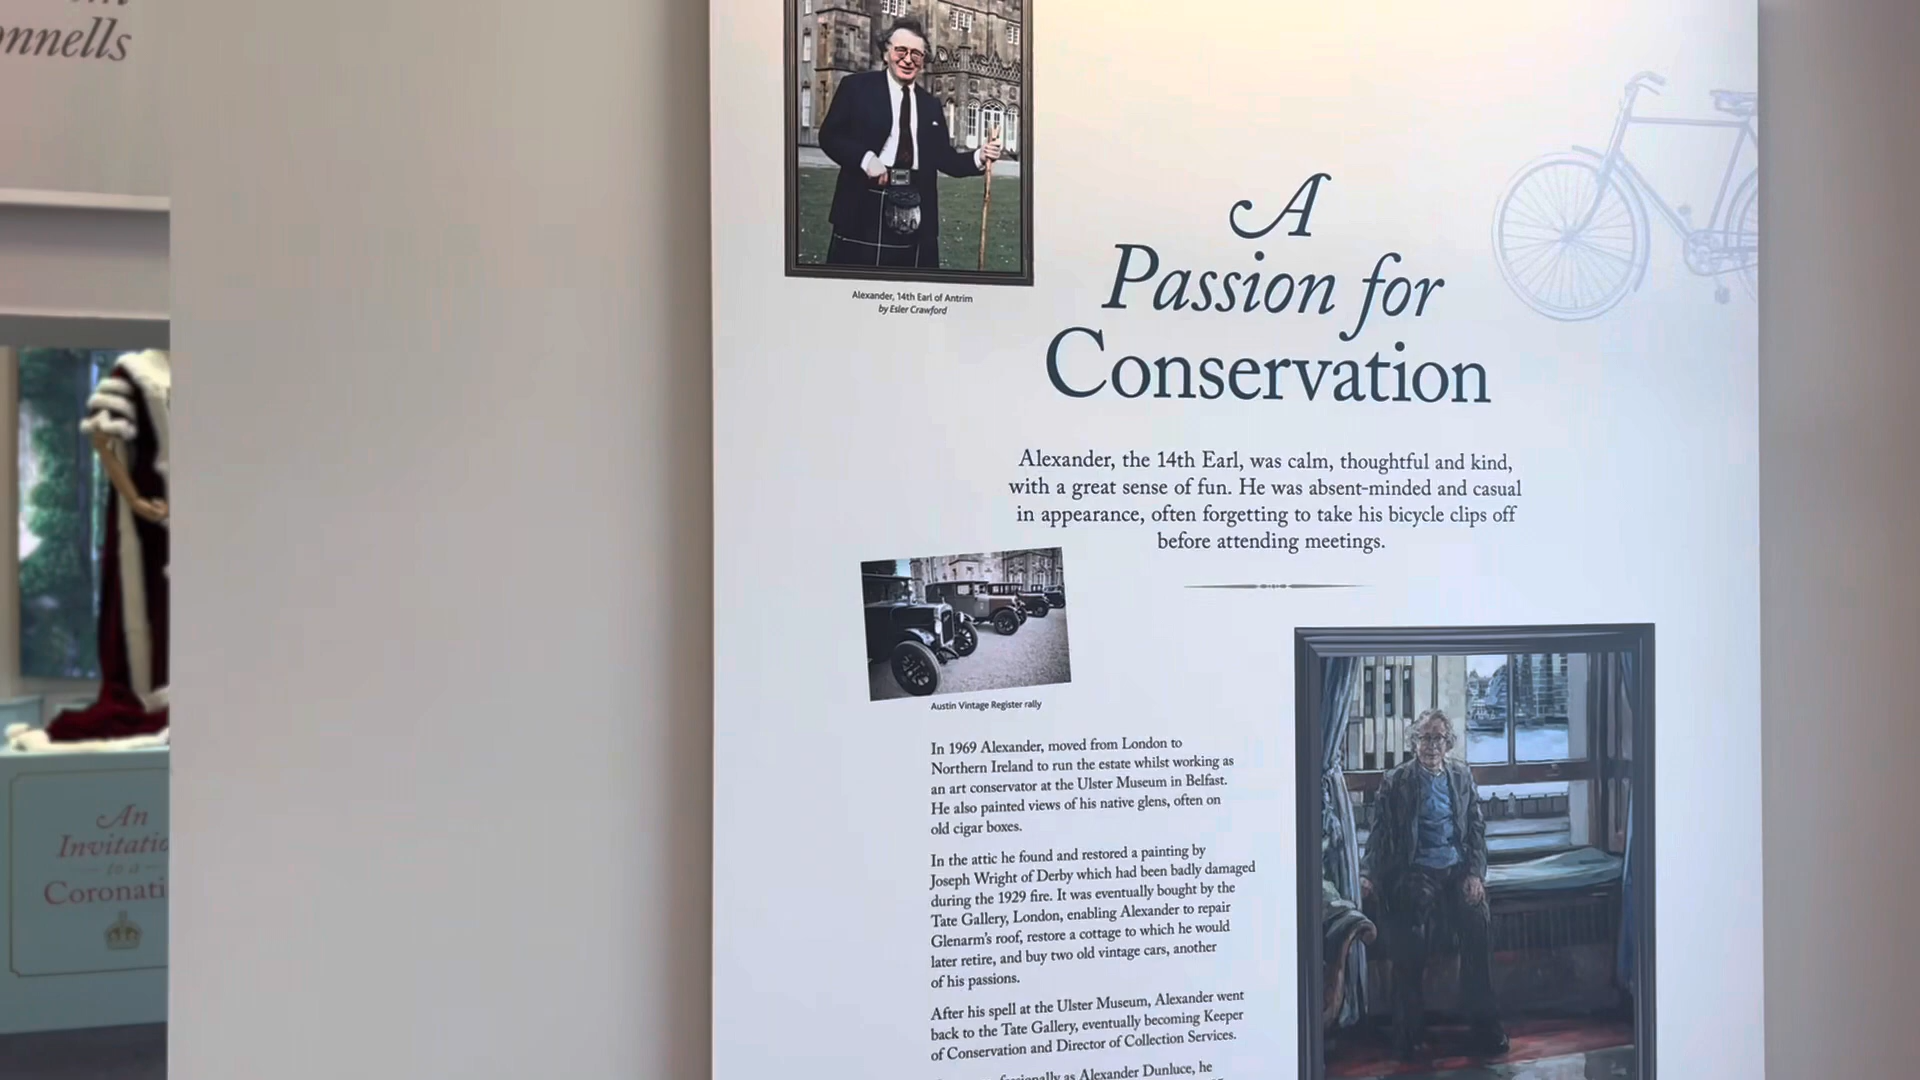 An
to a
Alexander, 14th Earl of Antrim
by Esler Crawford
A
Passion for
Conservation
Alexander, the 14th Earl, was calm, thoughtful and kind,
with a great sense of fun. He was absent-minded and casual
in appearance, often forgetting to take his bicycle clips off
before attending meetings.
Austin Vintage Register rally
In 1969 Alexander, moved from London to
Northern Ireland to run the estate whilst working as
an art conservator at the Ulster Museum in Belfast.
He also painted views of his native glens, often on
old cigar boxes.
In the attic he found and restored a painting by
Joseph Wright of Derby which had been badly damaged
during the 1929 fire. It was eventually bought by the
Tate Gallery, London, enabling Alexander to repair
Glenarm's roof, restore a cottage to which he would
later retire, and buy two old vintage cars, another
of his passions.
After his spell at the Ulster Museum, Alexander went
back to the Tate Gallery, eventually becoming Keeper
of Conservation and Director of Collection Services.
as Alexander Dunluce, he